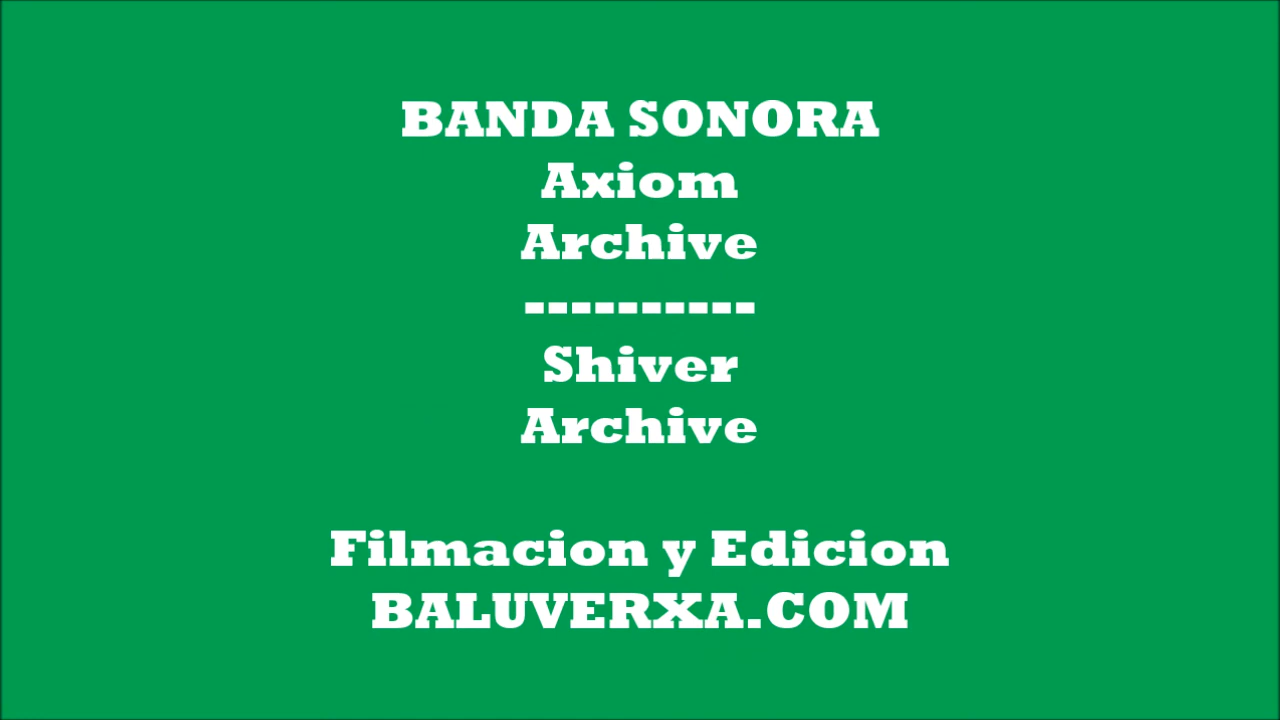 BANDA SONORA
Axiom
Archive
----------
Shiver
Archive
Filmacion y Edicion
BALUVERXA.COM